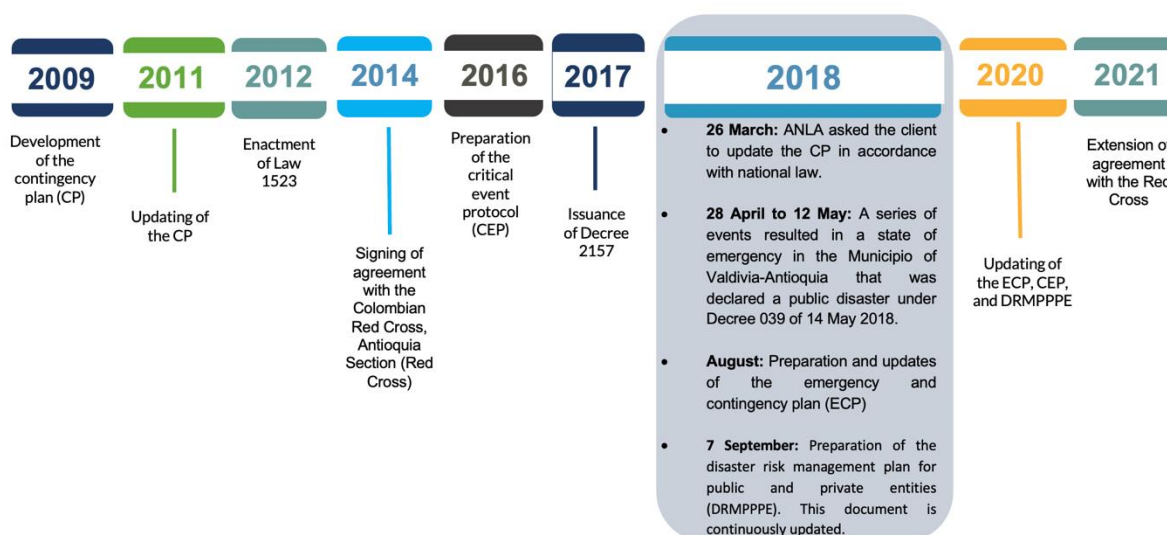 2009
Development
of the
contingency
plan (CP)
2011
Updating of
the CP
2012
Enactment
of Law
1523
2014
Signing of
agreement
with the
Colombian
Red Cross,
Antioquia
Section (Red
Cross)
2016
Preparation
of the
critical
event
protocol
(CEP)
2017
Issuance
of Decree
2157
2018
• 26 March: ANLA asked the client
to update the CP in accordance
with national law.
• 28 April to 12 May: A series of
events resulted in a state of
emergency in the Municipio of
Valdivia-Antioquia that was
declared a public disaster under
Decree 039 of 14 May 2018.
• August: Preparation and updates
of the emergency and
contingency plan (ECP)
• 7 September: Preparation of the
disaster risk management plan for
public and private entities
(DRMPPPE). This document is
continuously updated.
2020
Updating of
the ECP, CEP,
and DRMPPPE
2021
Extension of
agreement
with the Red
Cross